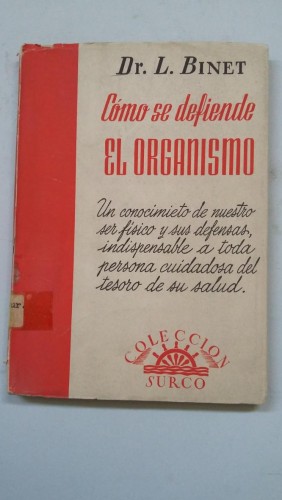 Dr. L. BINET
Cómo se defiende
EL ORGANISMO
Un conocimieto de nuestro
ser físico y sus defensas,
indispensable a toda
persona cuidadosa del
tesoro de su salud.
COLECCION
SURCO
ur.